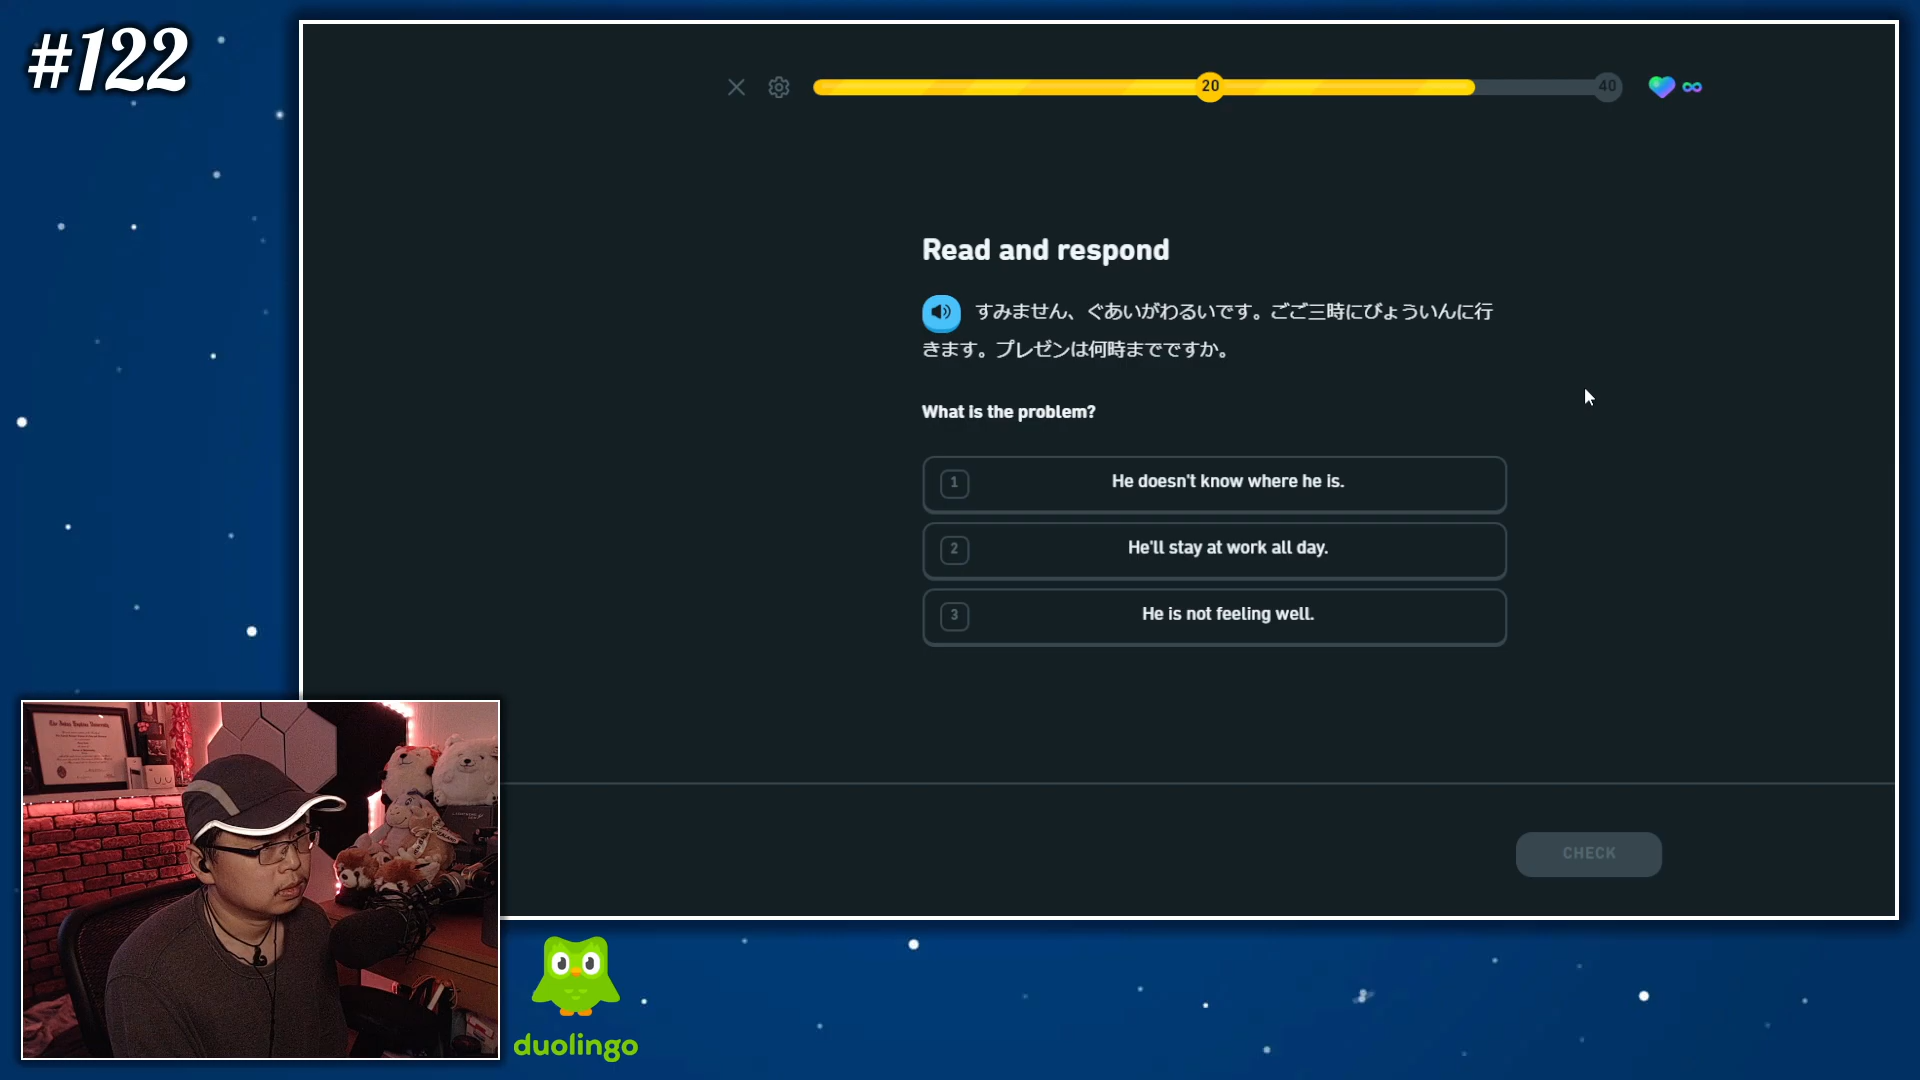 #122
20
40
Read and respond
すみません、ぐあいがわるいです。ごご三時にびょういんに行
きます。プレゼンは何時までですか。
What is the problem?
1
He doesn't know where he is.
2
He'll stay at work all day.
3
He is not feeling well.
CHECK
duolingo